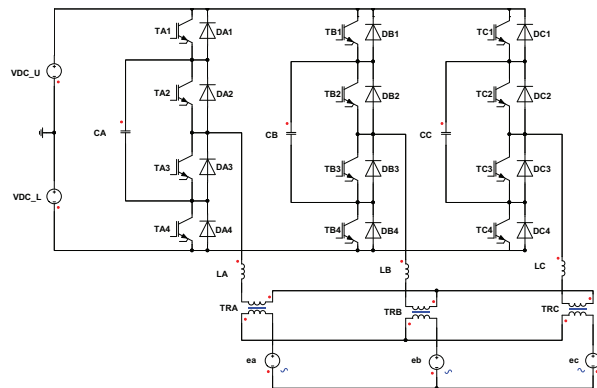 TA1 DA1 TB1 DB1 TC1 DC1
VDC_U
TA2 DA2 TB2 DB2 TC2 DC2
CA CB CC
TA3 DA3 TB3 DB3 TC3 DC3
VDC_L
TA4 DA4 TB4 DB4 TC4 DC4
LA LB LC
TRA TRB TRC
ea eb ec